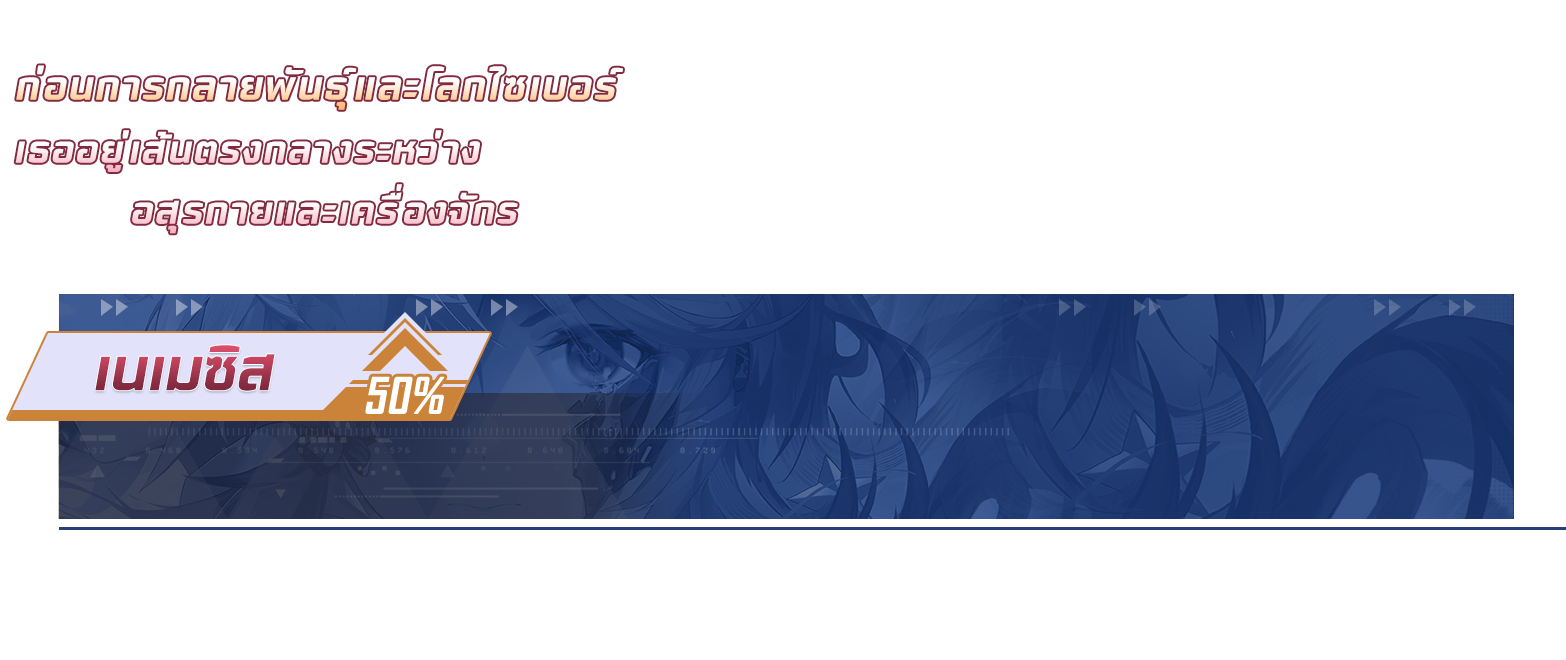 ก่อนการกลายพันธุ์และโลกไซเบอร์
เธออยู่เส้นตรงกลางระหว่าง
อสุรกายและเครื่องจักร
เนเมซิส
50%